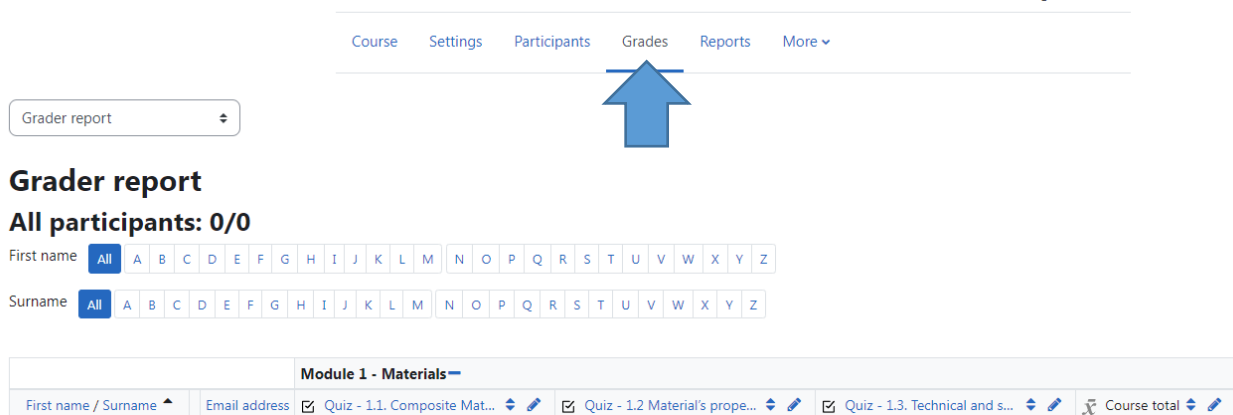 Course Settings Participants Grades Reports More
Grader report
Grader report
All participants: 0/0
First name All A B C D E F G H I J K L M N O P Q R S T U V W X Y Z
Surname All A B C D E F G H I J K L M N O P Q R S T U V W X Y Z
Module 1 - Materials
First name / Surname Email address Quiz - 1.1. Composite Mat... Quiz - 1.2 Material's prope... Quiz - 1.3. Technical and s... x̄ Course total